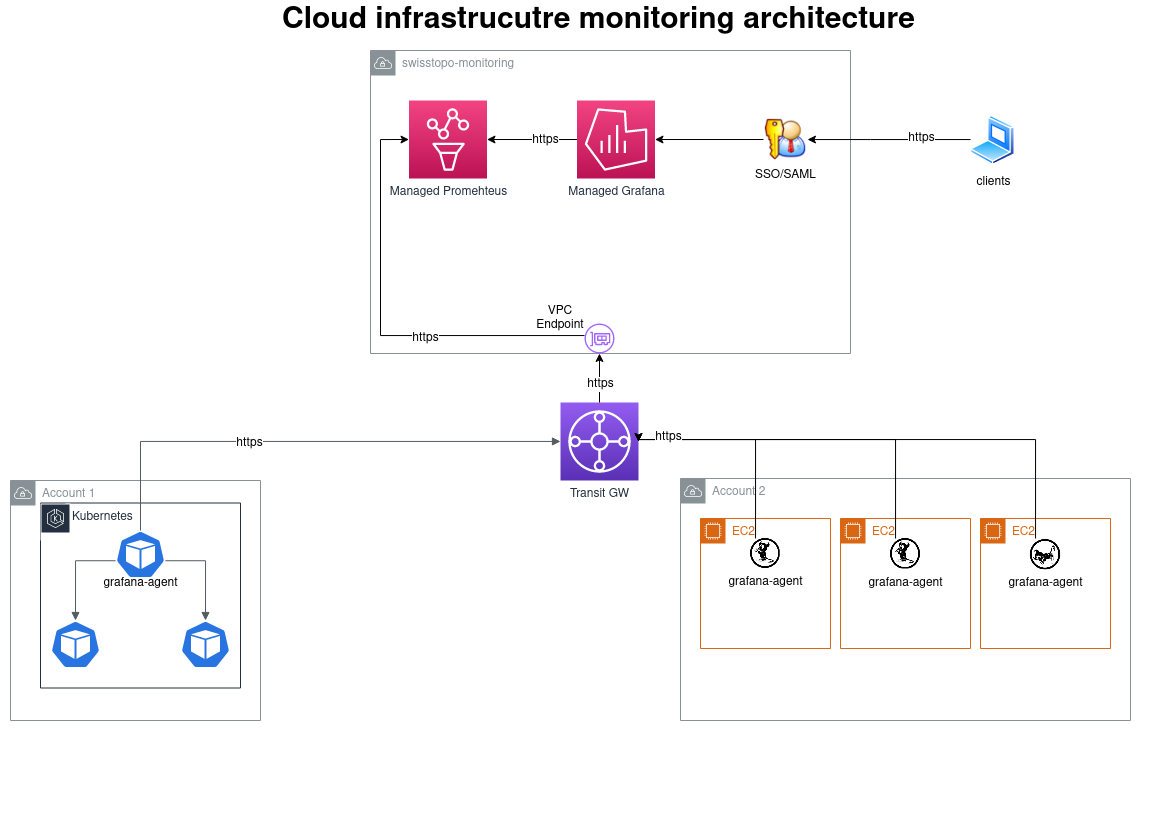 Cloud infrastrucutre monitoring architecture
swisstopo-monitoring
https
https
Managed Promehteus
Managed Grafana
SSO/SAML
clients
VPC
Endpoint
https
https
https
https
Transit GW
Account 1
Kubernetes
grafana-agent
Account 2
EC2
EC2
EC2
grafana-agent
grafana-agent
grafana-agent